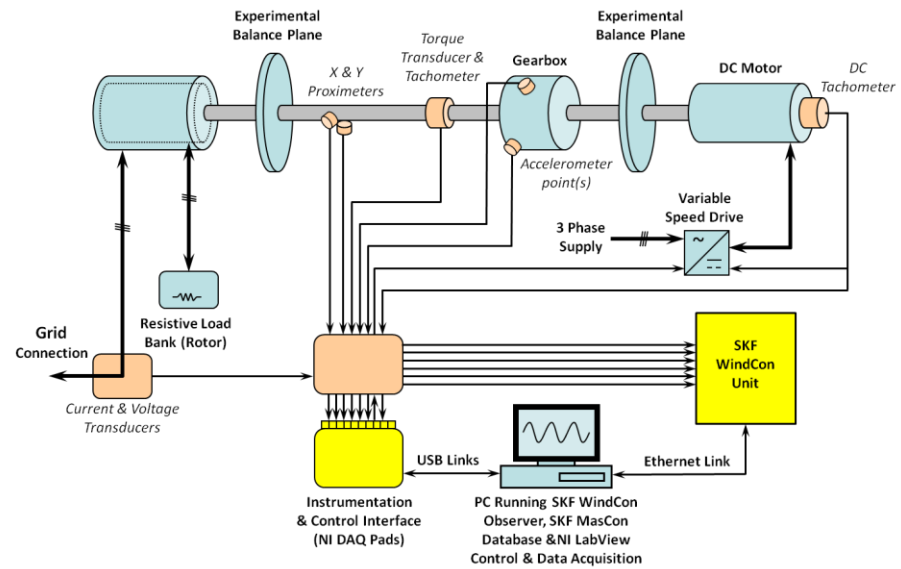 Experimental
Balance Plane
X & Y
Proximeters
Torque
Transducer &
Tachometer
Gearbox
Experimental
Balance Plane
DC Motor
DC
Tachometer
Accelerometer
point(s)
Variable
Speed Drive
3 Phase
Supply
~
Resistive Load
Bank (Rotor)
Grid
Connection
Current & Voltage
Transducers
SKF
WindCon
Unit
USB Links
Ethernet Link
Instrumentation
& Control Interface
(NI DAQ Pads)
PC Running SKF WindCon
Observer, SKF MasCon
Database &NI LabView
Control & Data Acquisition